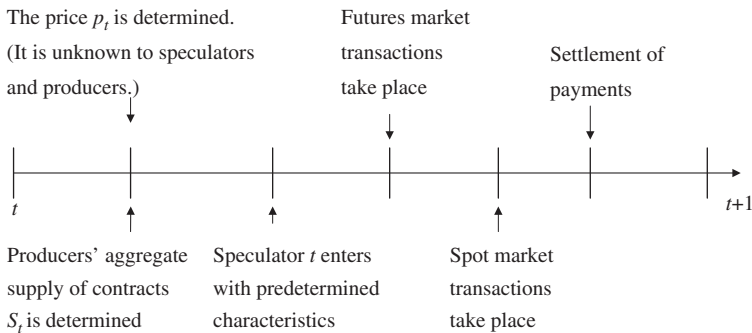 The price p_t is determined.
(It is unknown to speculators
and producers.)
Futures market
transactions
take place
Settlement of
payments
t
t+1
Producers' aggregate
supply of contracts
S_t is determined
Speculator t enters
with predetermined
characteristics
Spot market
transactions
take place